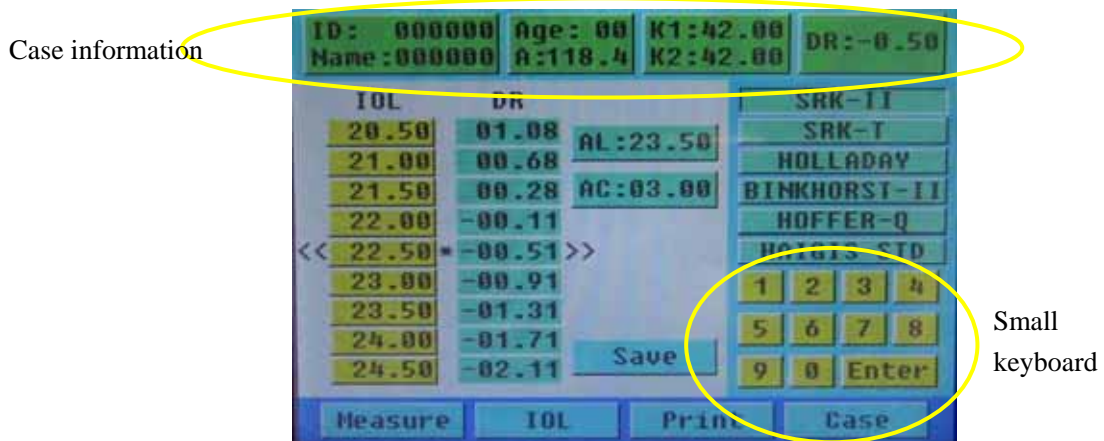 Case information
ID: 000000 Age: 00 K1:42.00 DR:-0.50
Name:000000 A:118.4 K2:42.00
IOL DR
20.50 01.08
21.00 00.68
21.50 00.28
22.00 -00.11
<< 22.50 * -00.51 >>
23.00 -00.91
23.50 -01.31
24.00 -01.71
24.50 -02.11
AL:23.50
AC:03.00
Save
SRK-II
SRK-T
HOLLADAY
BINKHORST-II
HOFFER-Q
HAIGIS STD
1 2 3 4
5 6 7 8
9 0 Enter
Small
keyboard
Measure IOL Print Case